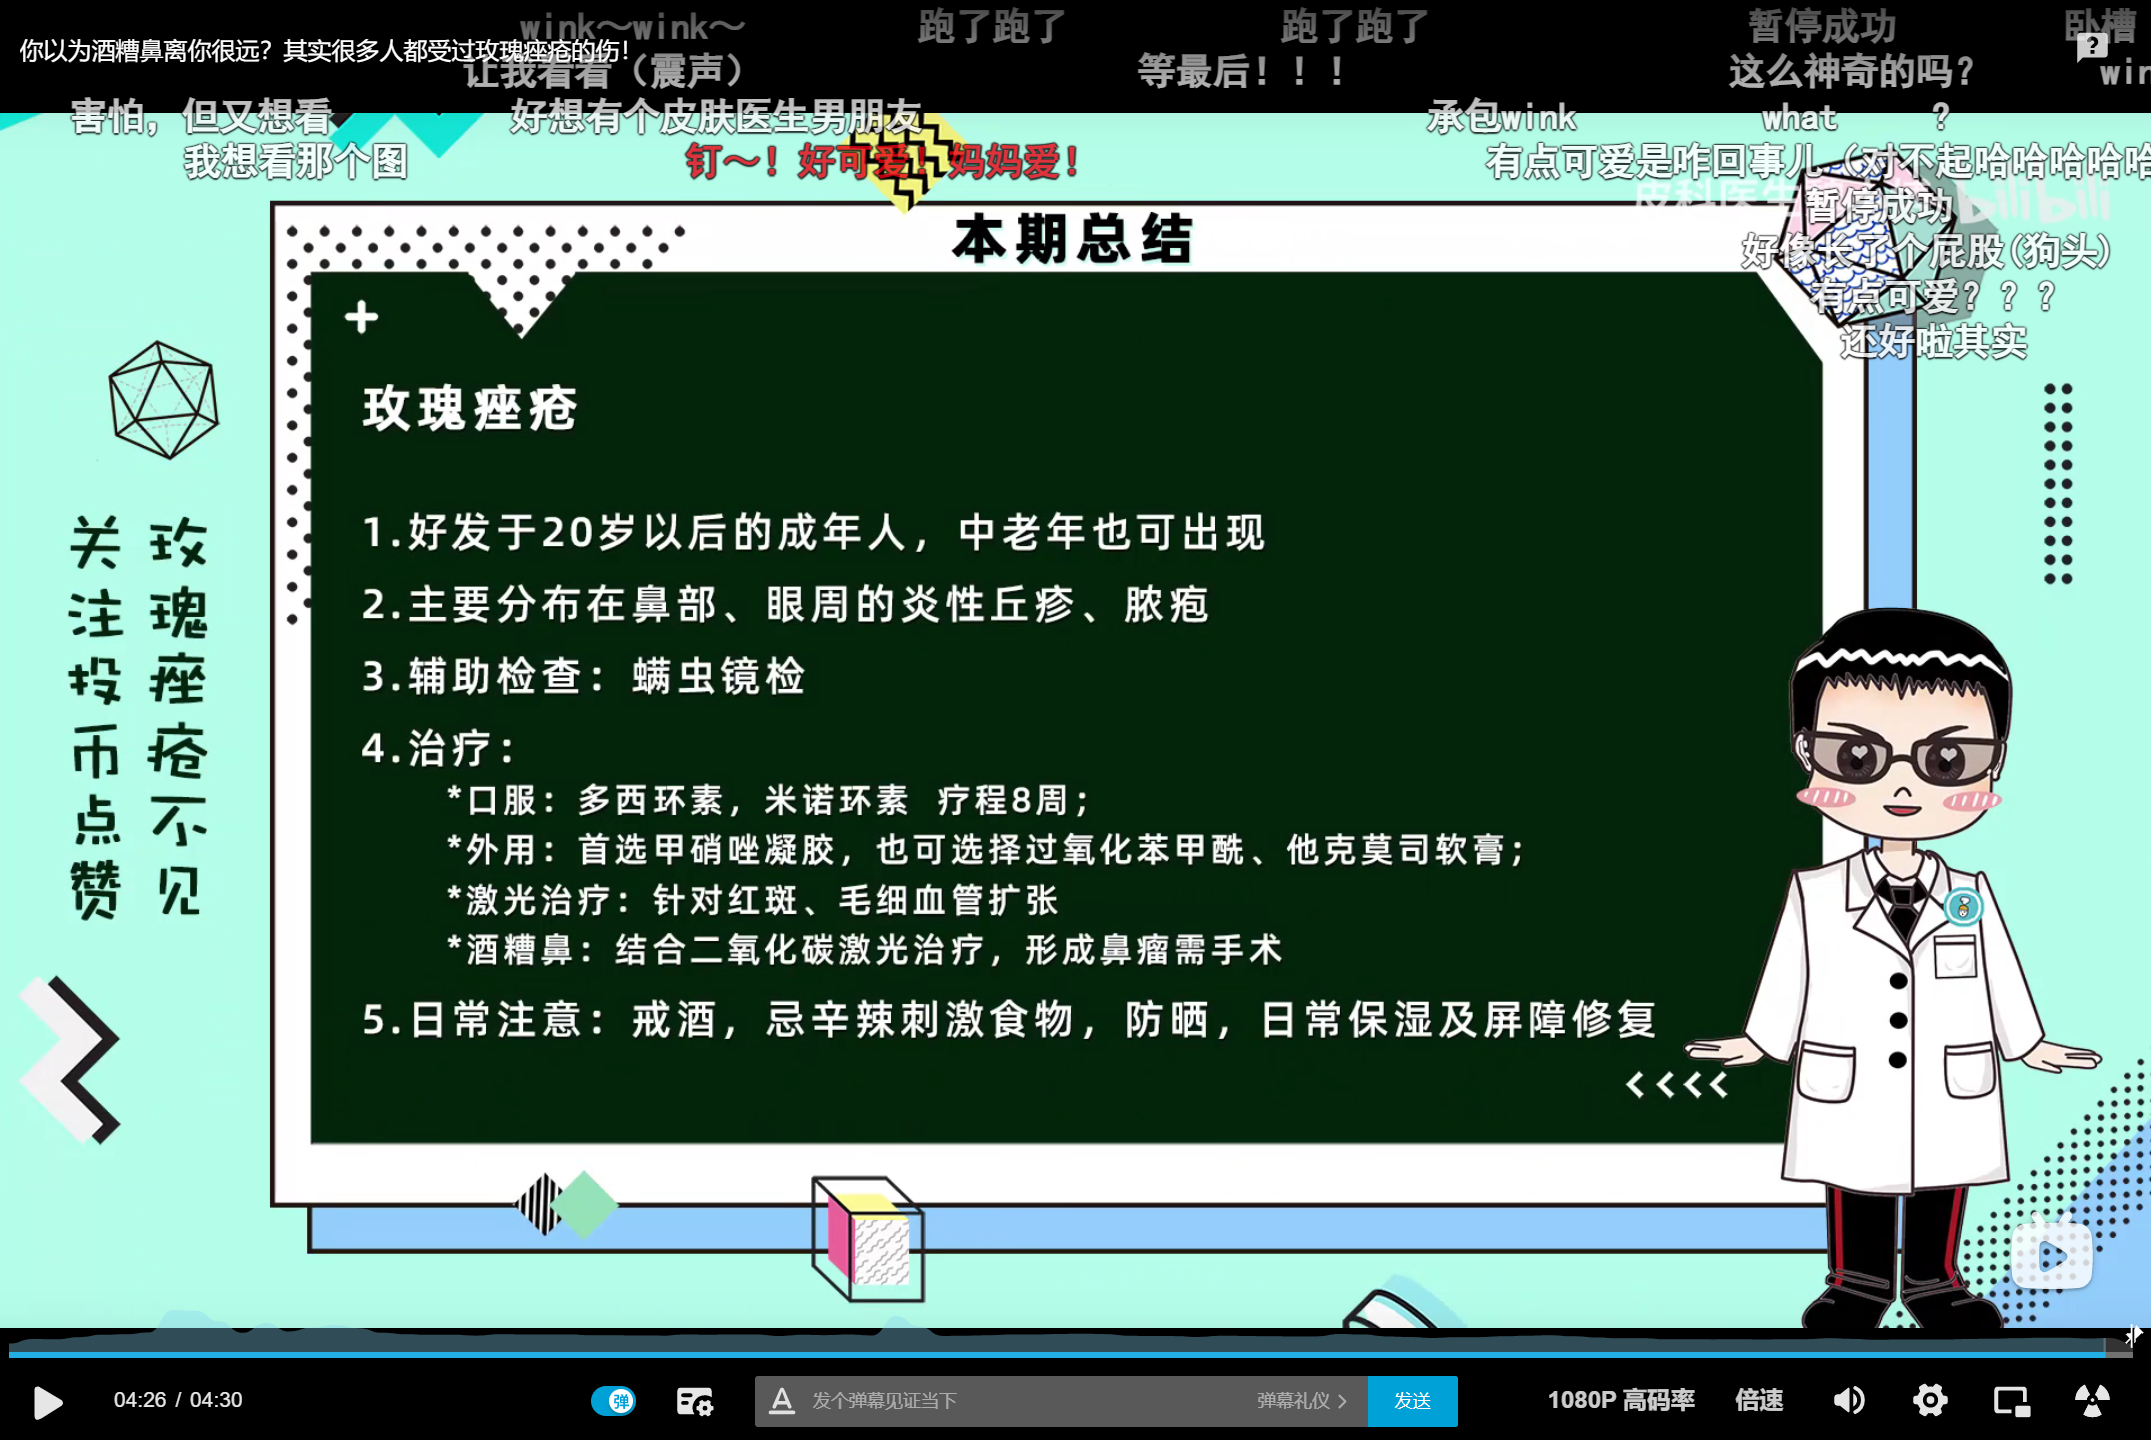 wink～wink～
跑了跑了
跑了跑了
暂停成功
卧槽
你以为酒糟鼻离你很远？其实很多人都受过玫瑰痤疮的伤！
让我看看（震声）
等最后！！！
这么神奇的吗？
害怕，但又想看
好想有个皮肤医生男朋友
承包wink
what
？
我想看那个图
钉～！好可爱！妈妈爱！
有点可爱是咋回事儿（对不起哈哈哈哈哈
bilibili
暂停成功
好像长了个屁股(狗头)
有点可爱？？？
还好啦其实
本期总结
玫瑰痤疮
1.好发于20岁以后的成年人，中老年也可出现
2.主要分布在鼻部、眼周的炎性丘疹、脓疱
3.辅助检查：螨虫镜检
4.治疗：
*口服：多西环素，米诺环素 疗程8周；
*外用：首选甲硝唑凝胶，也可选择过氧化苯甲酰、他克莫司软膏；
*激光治疗：针对红斑、毛细血管扩张
*酒糟鼻：结合二氧化碳激光治疗，形成鼻瘤需手术
5.日常注意：戒酒，忌辛辣刺激食物，防晒，日常保湿及屏障修复
玫瑰痤疮不见
关注投币点赞
04:26 / 04:30
弹
发个弹幕见证当下
弹幕礼仪
发送
1080P 高码率
倍速